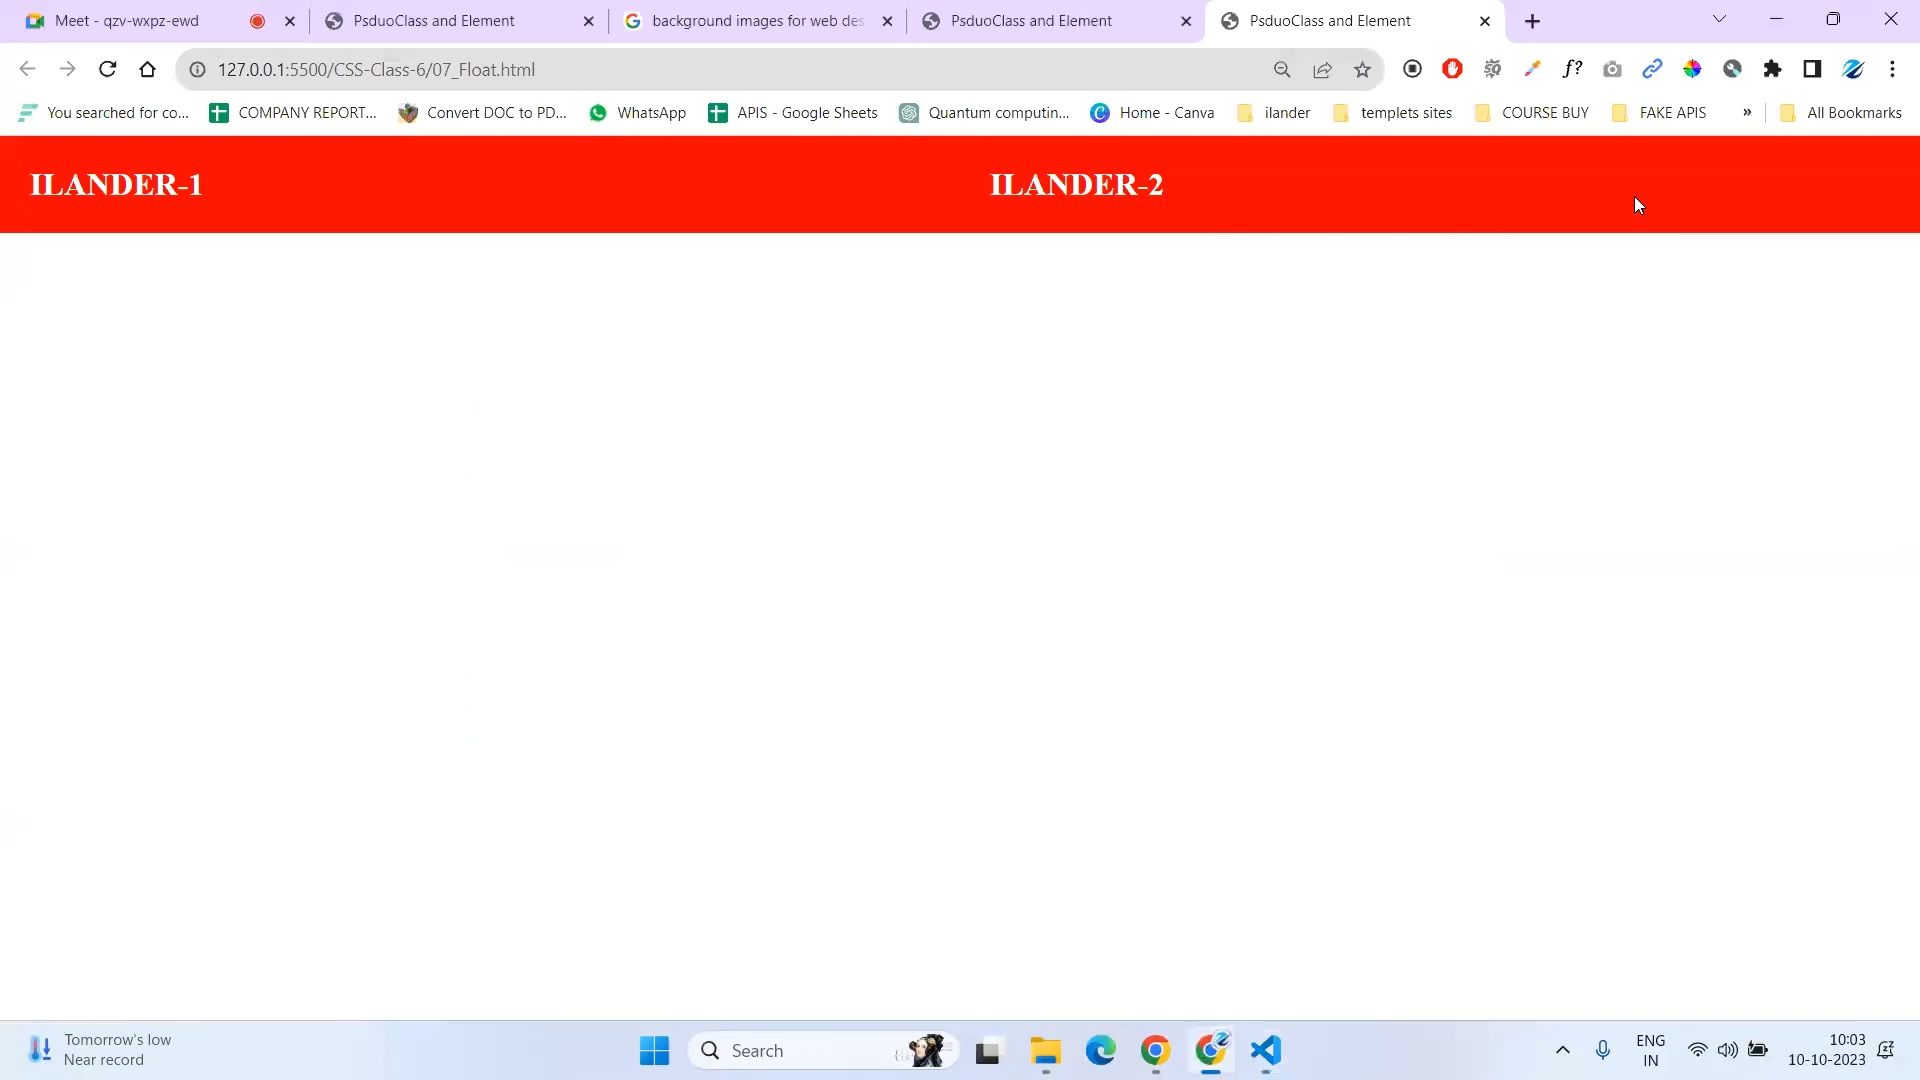 Meet - qzv-wxpz-ewd
PsduoClass and Element
background images for web des
PsduoClass and Element
PsduoClass and Element
127.0.0.1:5500/CSS-Class-6/07_Float.html
f?
You searched for co...
COMPANY REPORT...
Convert DOC to PD...
WhatsApp
APIS - Google Sheets
Quantum computin...
Home - Canva
ilander
templets sites
COURSE BUY
FAKE APIS
»
All Bookmarks
ILANDER-1
ILANDER-2
Tomorrow's low
Near record
Search
ENG
IN
10:03
10-10-2023